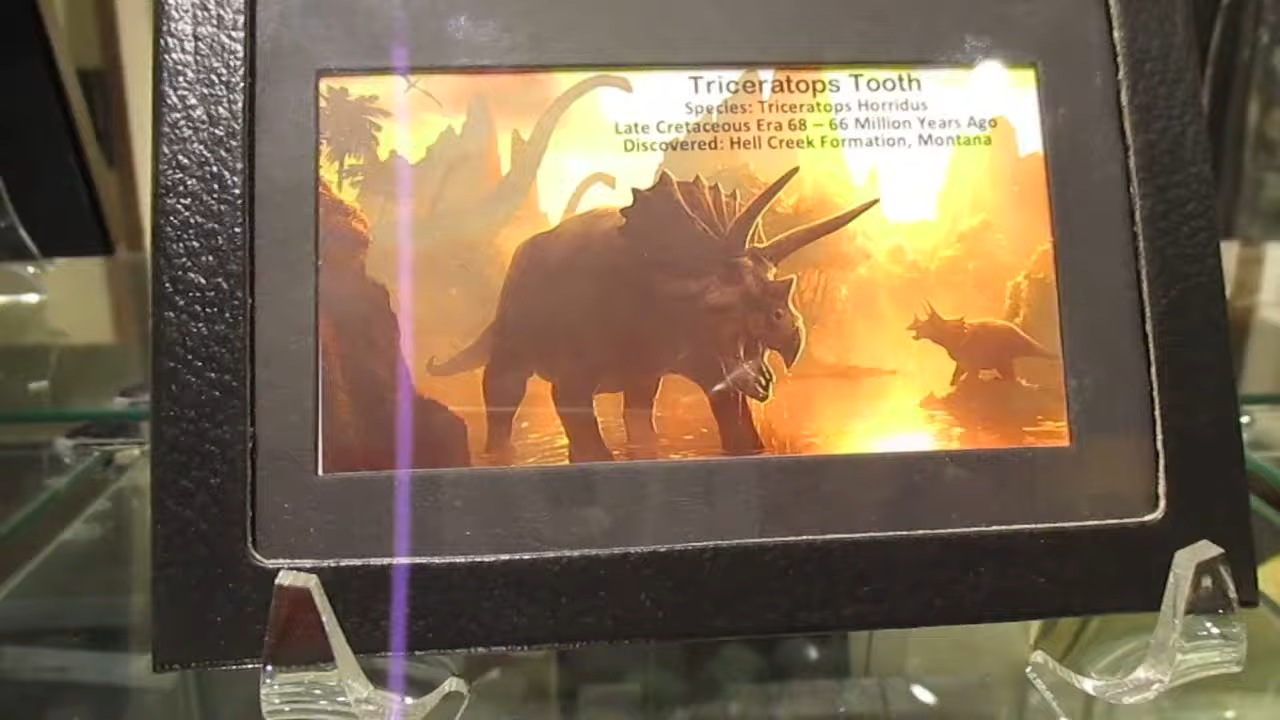 Triceratops Tooth
Species: Triceratops Horridus
Late Cretaceous Era 68 – 66 Million Years Ago
Discovered: Hell Creek Formation, Montana